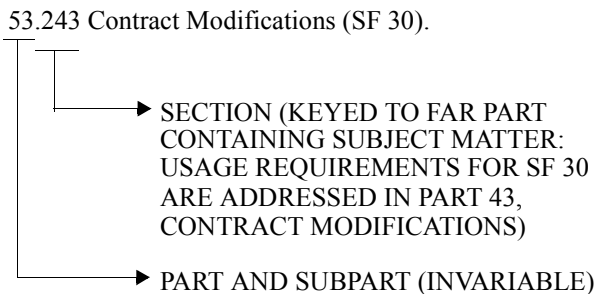 53.243 Contract Modifications (SF 30).
SECTION (KEYED TO FAR PART
CONTAINING SUBJECT MATTER:
USAGE REQUIREMENTS FOR SF 30
ARE ADDRESSED IN PART 43,
CONTRACT MODIFICATIONS)
PART AND SUBPART (INVARIABLE)